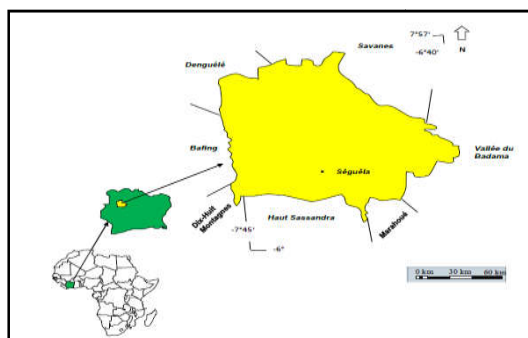 7°57'
-6°40'
N
Savanes
Denguélé
Bafing
Vallée du
Badama
Séguéla
Dix-Huit
Montagnes
Haut Sassandra
Marahoué
-7°45'
-6°
0 km 30 km 60 km